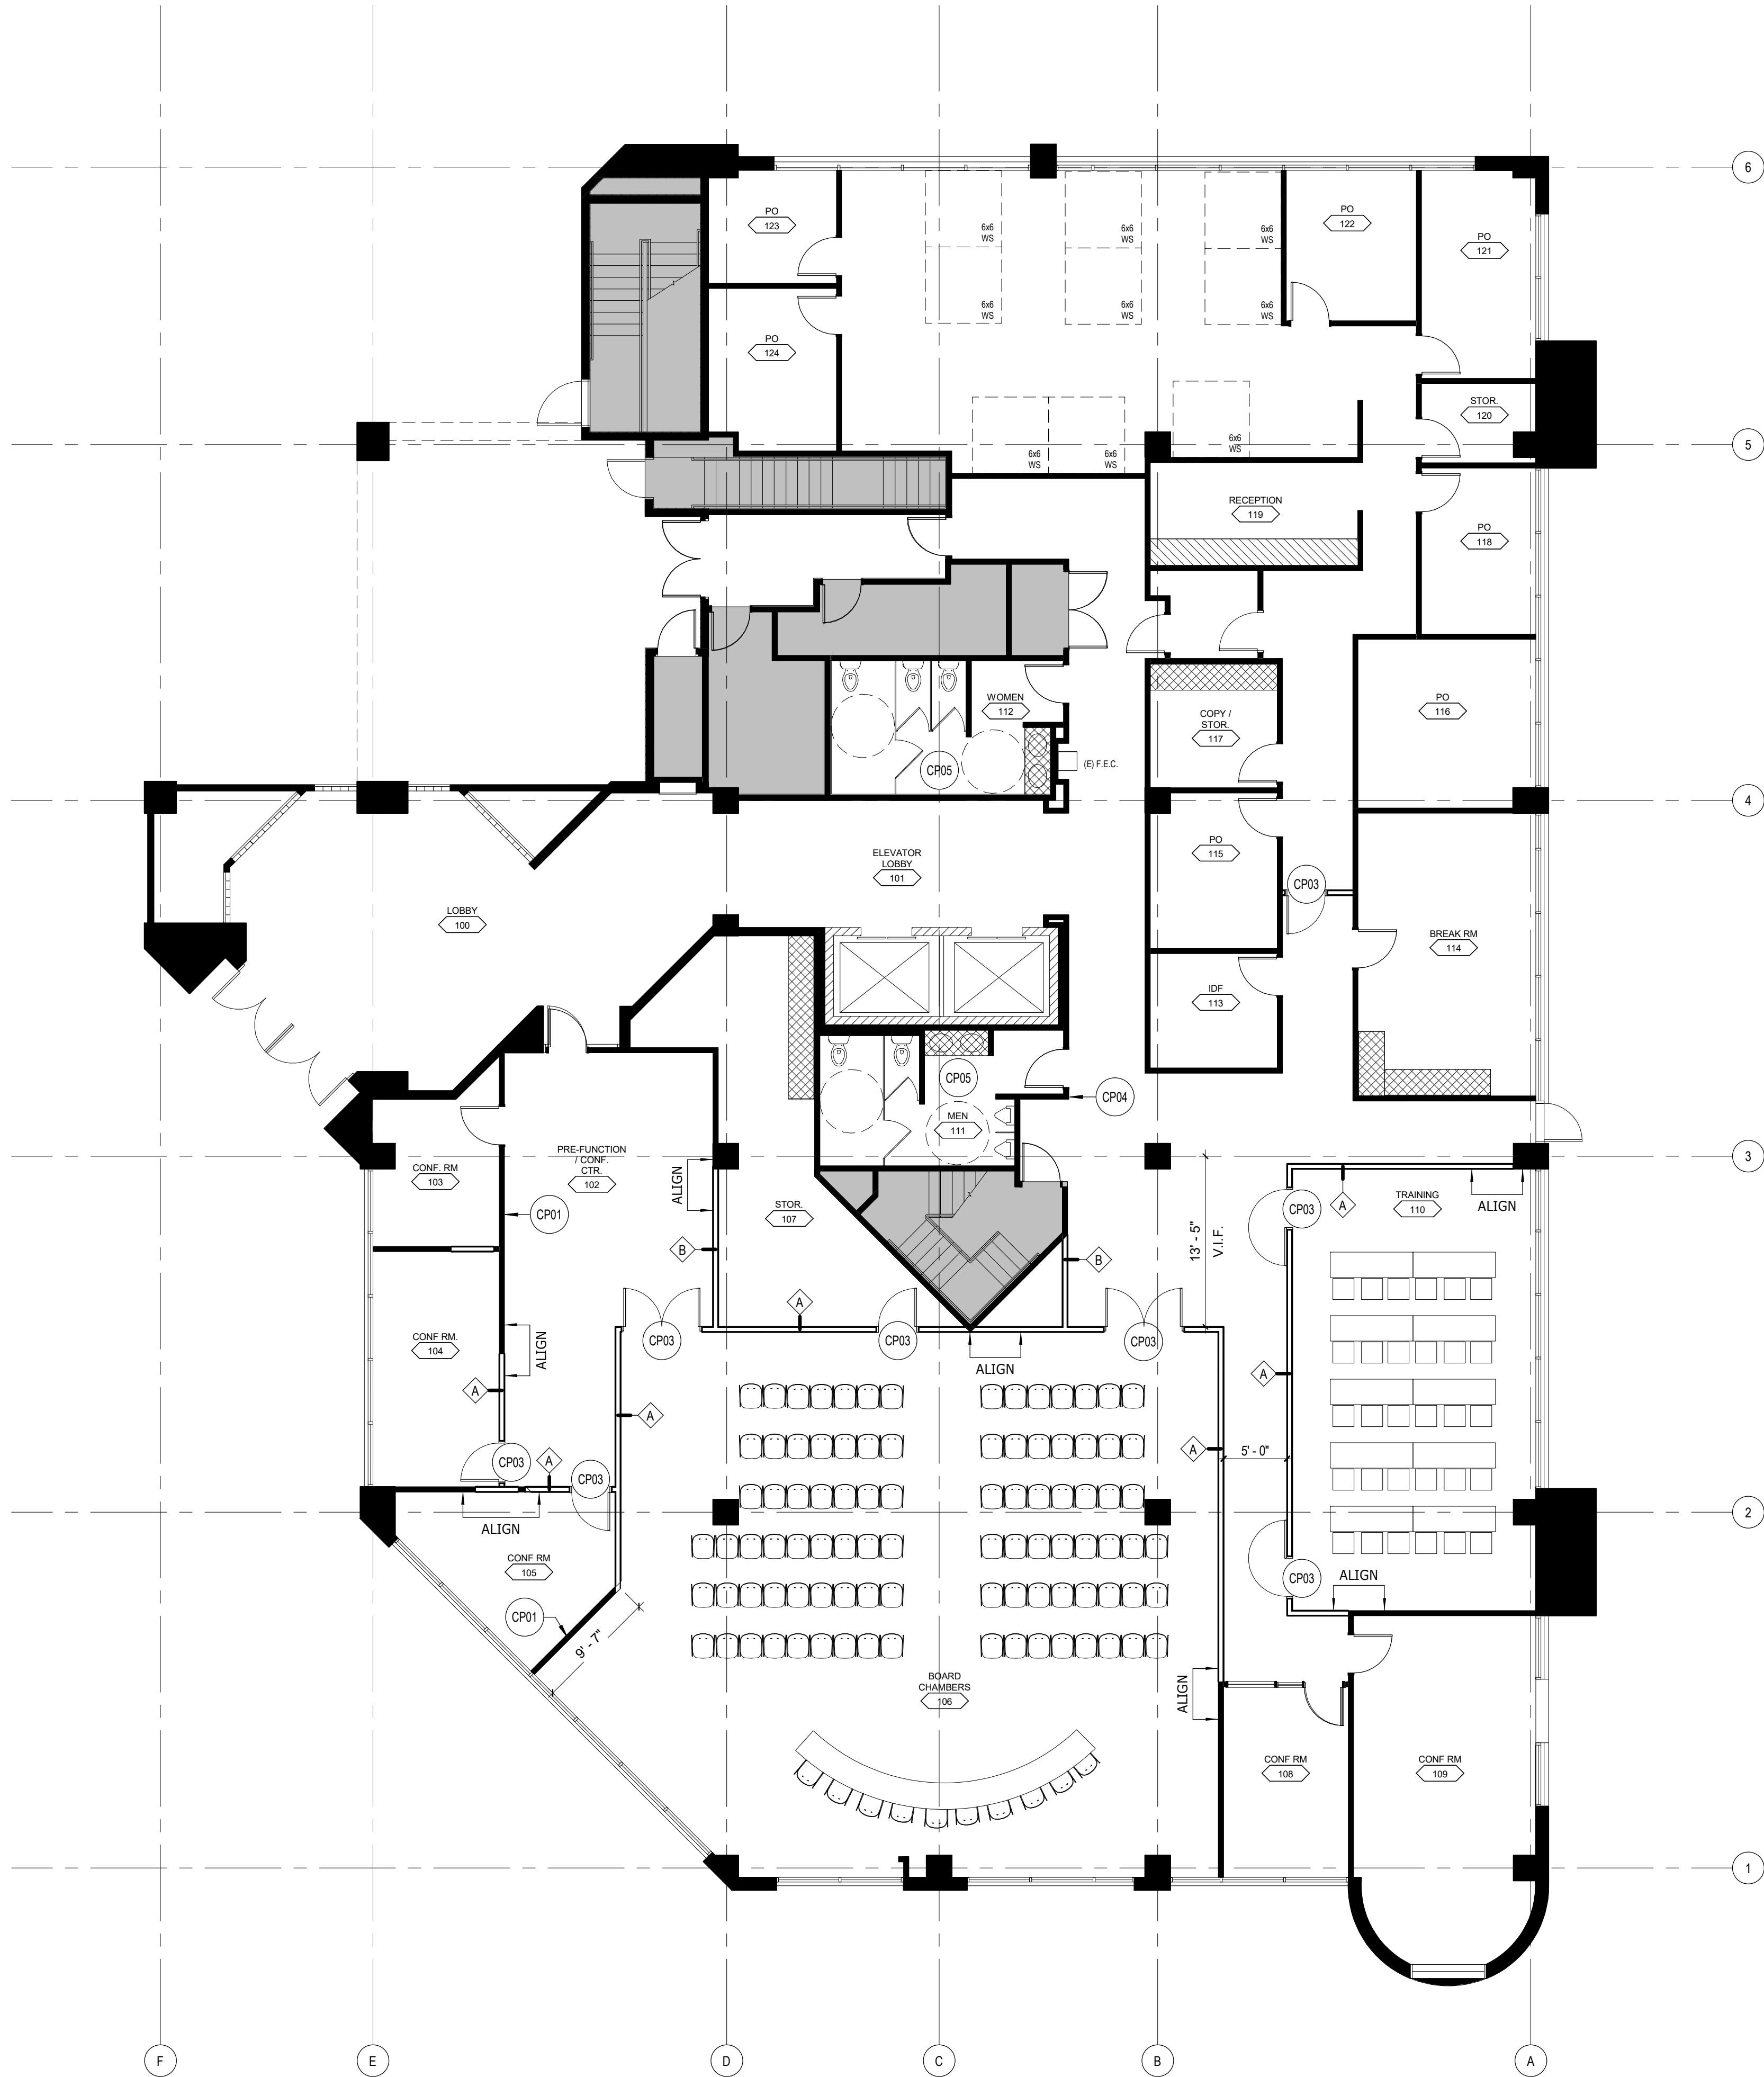 6
PO
123
6x6
WS
6x6
WS
6x6
WS
PO
122
PO
121
6x6
WS
6x6
WS
6x6
WS
PO
124
STOR.
120
5
6x6
WS
6x6
WS
6x6
WS
RECEPTION
119
PO
118
WOMEN
112
PO
116
COPY /
STOR.
117
CP05
(E) F.E.C.
4
ELEVATOR
LOBBY
101
PO
115
CP03
LOBBY
100
BREAK RM
114
IDF
113
CP05
CP04
MEN
111
3
PRE-FUNCTION
/ CONF.
CTR.
102
CONF. RM
103
ALIGN
CP01
STOR.
107
13' - 5"
V.I.F.
CP03
A
TRAINING
110
ALIGN
B
B
A
CONF RM.
104
ALIGN
CP03
CP03
CP03
ALIGN
A
A
A
A
5' - 0"
CP03
A
CP03
2
ALIGN
CONF RM
105
CP03
ALIGN
CP01
9' - 7"
BOARD
CHAMBERS
106
ALIGN
CONF RM
108
CONF RM
109
1
F
E
D
C
B
A